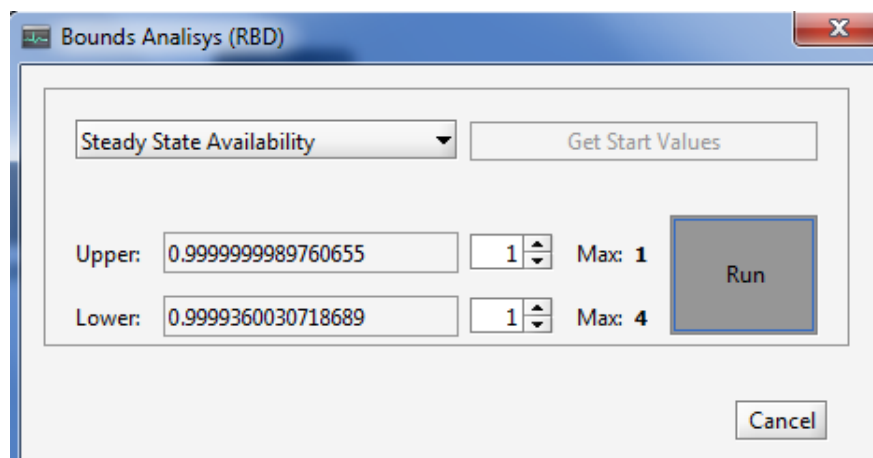 Bounds Analisys (RBD)
Steady State Availability
Get Start Values
Upper: 0.9999999989760655 1 Max: 1
Run
Lower: 0.9999360030718689 1 Max: 4
Cancel